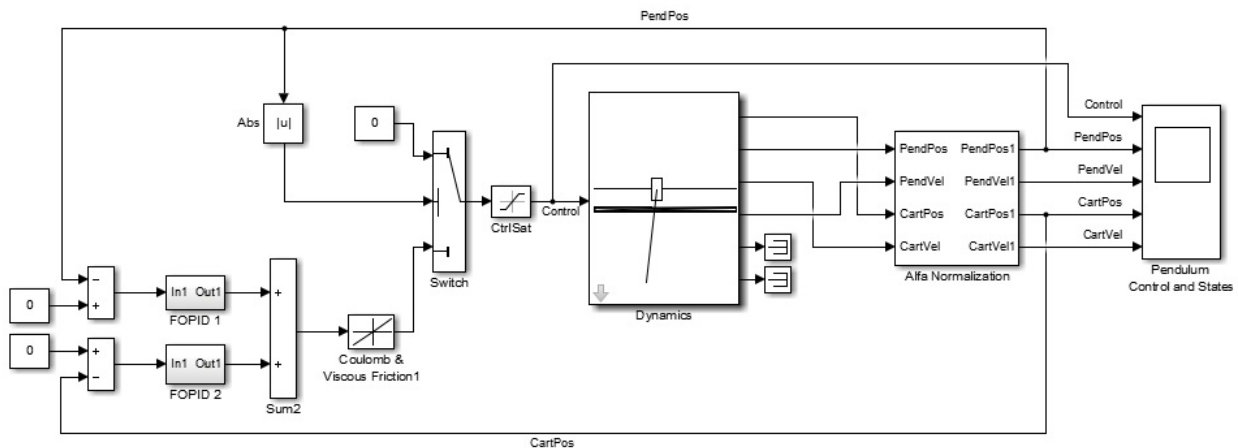 PendPos
Abs
|u|
0
Control
PendPos
PendVel
CartPos
CartVel
PendPos PendPos1
PendVel PendVel1
CartPos CartPos1
CartVel CartVel1
Control
CtrlSat
Switch
Dynamics
Alfa Normalization
Pendulum
Control and States
−
+
0
In1 Out1
FOPID 1
+
0
+
−
In1 Out1
FOPID 2
+
Sum2
Coulomb &
Viscous Friction1
CartPos